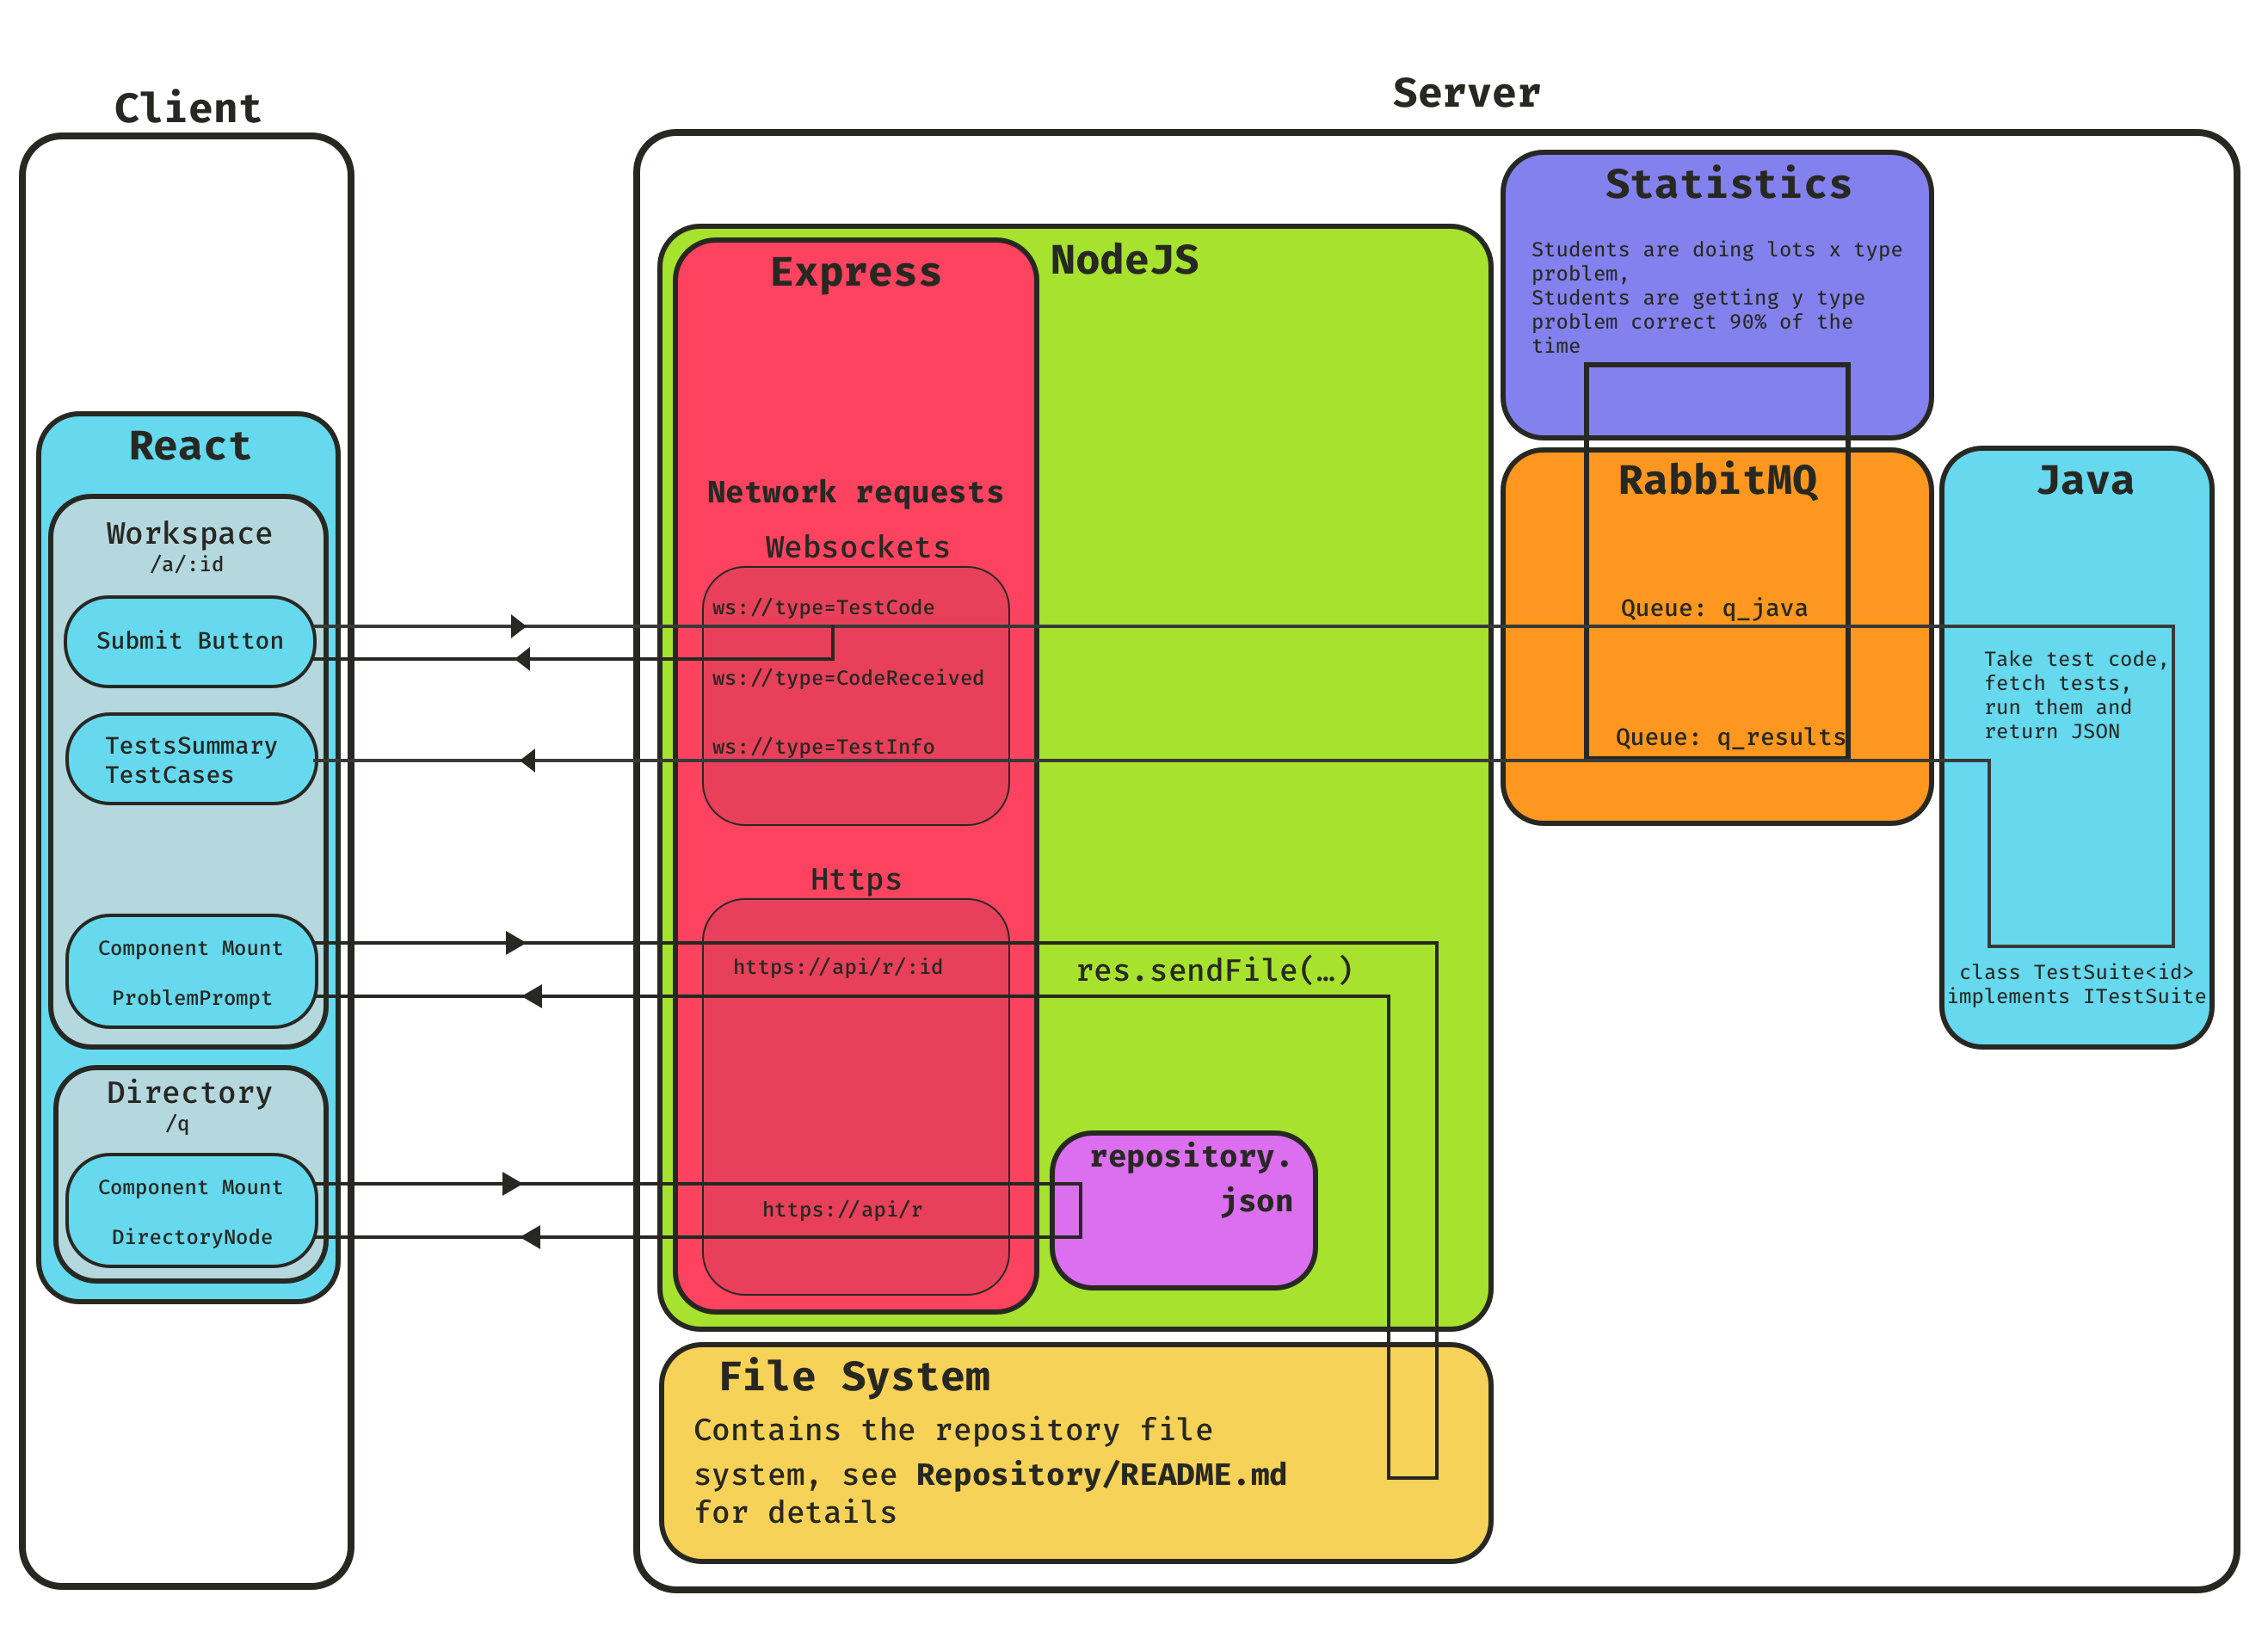 Client
Server
React
Workspace
/a/:id
Submit Button
TestsSummary
TestCases
Component Mount
ProblemPrompt
Directory
/q
Component Mount
DirectoryNode
Express
NodeJS
Network requests
Websockets
ws://type=TestCode
ws://type=CodeReceived
ws://type=TestInfo
Https
https://api/r/:id
res.sendFile(…)
https://api/r
repository.
json
File System
Contains the repository file
system, see Repository/README.md
for details
Statistics
Students are doing lots x type
problem,
Students are getting y type
problem correct 90% of the
time
RabbitMQ
Queue: q_java
Queue: q_results
Java
Take test code,
fetch tests,
run them and
return JSON
class TestSuite<id>
implements ITestSuite